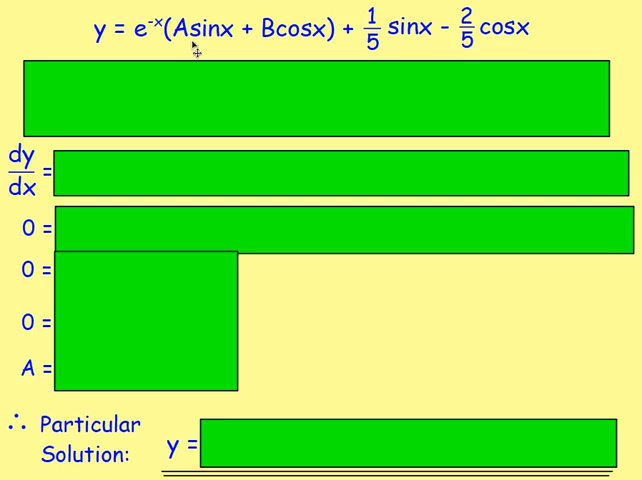 y = e^-x(Asinx + Bcosx) + 1/5 sinx - 2/5 cosx
dy/dx =
0 =
0 =
0 =
A =
∴ Particular
Solution: y =